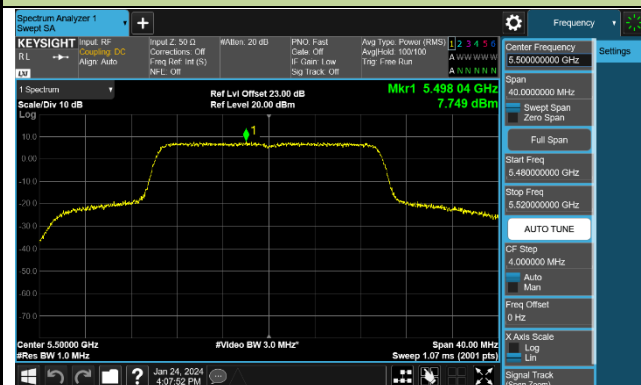 Spectrum Analyzer 1
Swept SA
Frequency
KEYSIGHT
RL
LXI
Input: RF
Coupling: DC
Align: Auto
Input Z: 50 Ω
Corrections: Off
Freq Ref: Int (S)
NFE: Off
#Atten: 20 dB
PNO: Fast
Gate: Off
IF Gain: Low
Sig Track: Off
Avg Type: Power (RMS)
Avg|Hold: 100/100
Trig: Free Run
1 2 3 4 5 6
A W W W W W
A N N N N N
1 Spectrum
Scale/Div 10 dB
Log
Ref Lvl Offset 23.00 dB
Ref Level 20.00 dBm
Mkr1 5.498 04 GHz
7.749 dBm
1
10.0
0.00
-10.0
-20.0
-30.0
-40.0
-50.0
-60.0
-70.0
Center 5.50000 GHz
#Res BW 1.0 MHz
#Video BW 3.0 MHz*
Span 40.00 MHz
Sweep 1.07 ms (2001 pts)
Jan 24, 2024
4:07:52 PM
Center Frequency
5.500000000 GHz
Span
40.0000000 MHz
Swept Span
Zero Span
Full Span
Start Freq
5.480000000 GHz
Stop Freq
5.520000000 GHz
AUTO TUNE
CF Step
4.000000 MHz
Auto
Man
Freq Offset
0 Hz
X Axis Scale
Log
Lin
Signal Track
(Span Zoom)
Settings